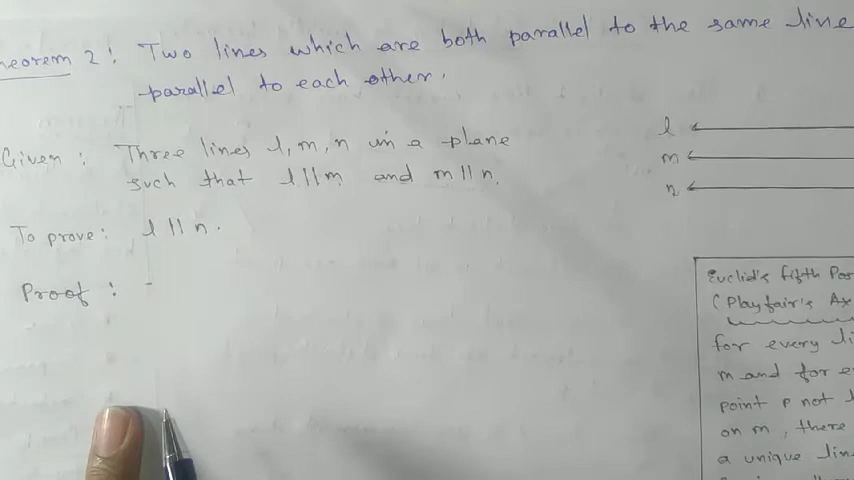 heorem 2: Two lines which are both parallel to the same line
parallel to each other.
Given: Three lines l, m, n in a plane
such that l || m and m || n.
To prove: l || n.
Proof: -
l
m
n
Euclid's fifth Pos
(Playfair's Ax
for every li
m and for e
point P not l
on m, there
a unique lin